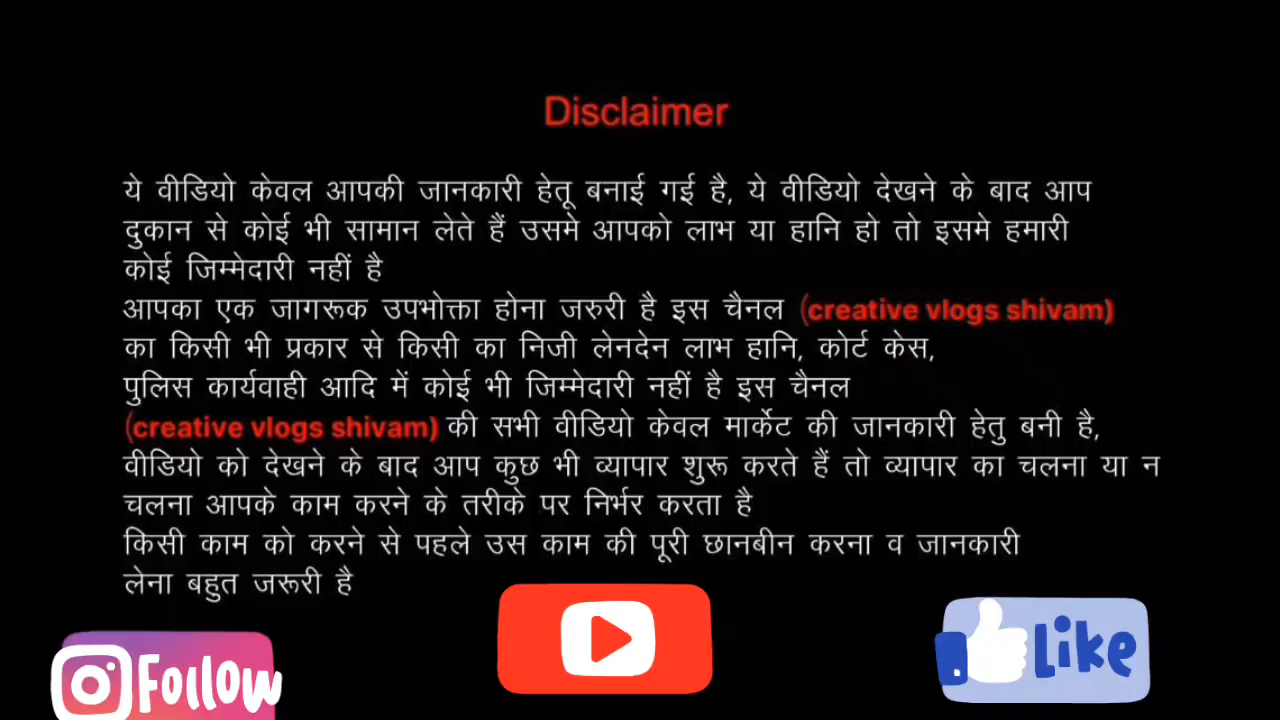 Disclaimer
ये वीडियो केवल आपकी जानकारी हेतू बनाई गई है, ये वीडियो देखने के बाद आप
दुकान से कोई भी सामान लेते हैं उसमे आपको लाभ या हानि हो तो इसमे हमारी
कोई जिम्मेदारी नहीं है
आपका एक जागरूक उपभोक्ता होना जरुरी है इस चैनल (creative vlogs shivam)
का किसी भी प्रकार से किसी का निजी लेनदेन लाभ हानि, कोर्ट केस,
पुलिस कार्यवाही आदि में कोई भी जिम्मेदारी नहीं है इस चैनल
(creative vlogs shivam) की सभी वीडियो केवल मार्केट की जानकारी हेतु बनी है,
वीडियो को देखने के बाद आप कुछ भी व्यापार शुरू करते हैं तो व्यापार का चलना या न
चलना आपके काम करने के तरीके पर निर्भर करता है
किसी काम को करने से पहले उस काम की पूरी छानबीन करना व जानकारी
लेना बहुत जरूरी है
Follow
Like